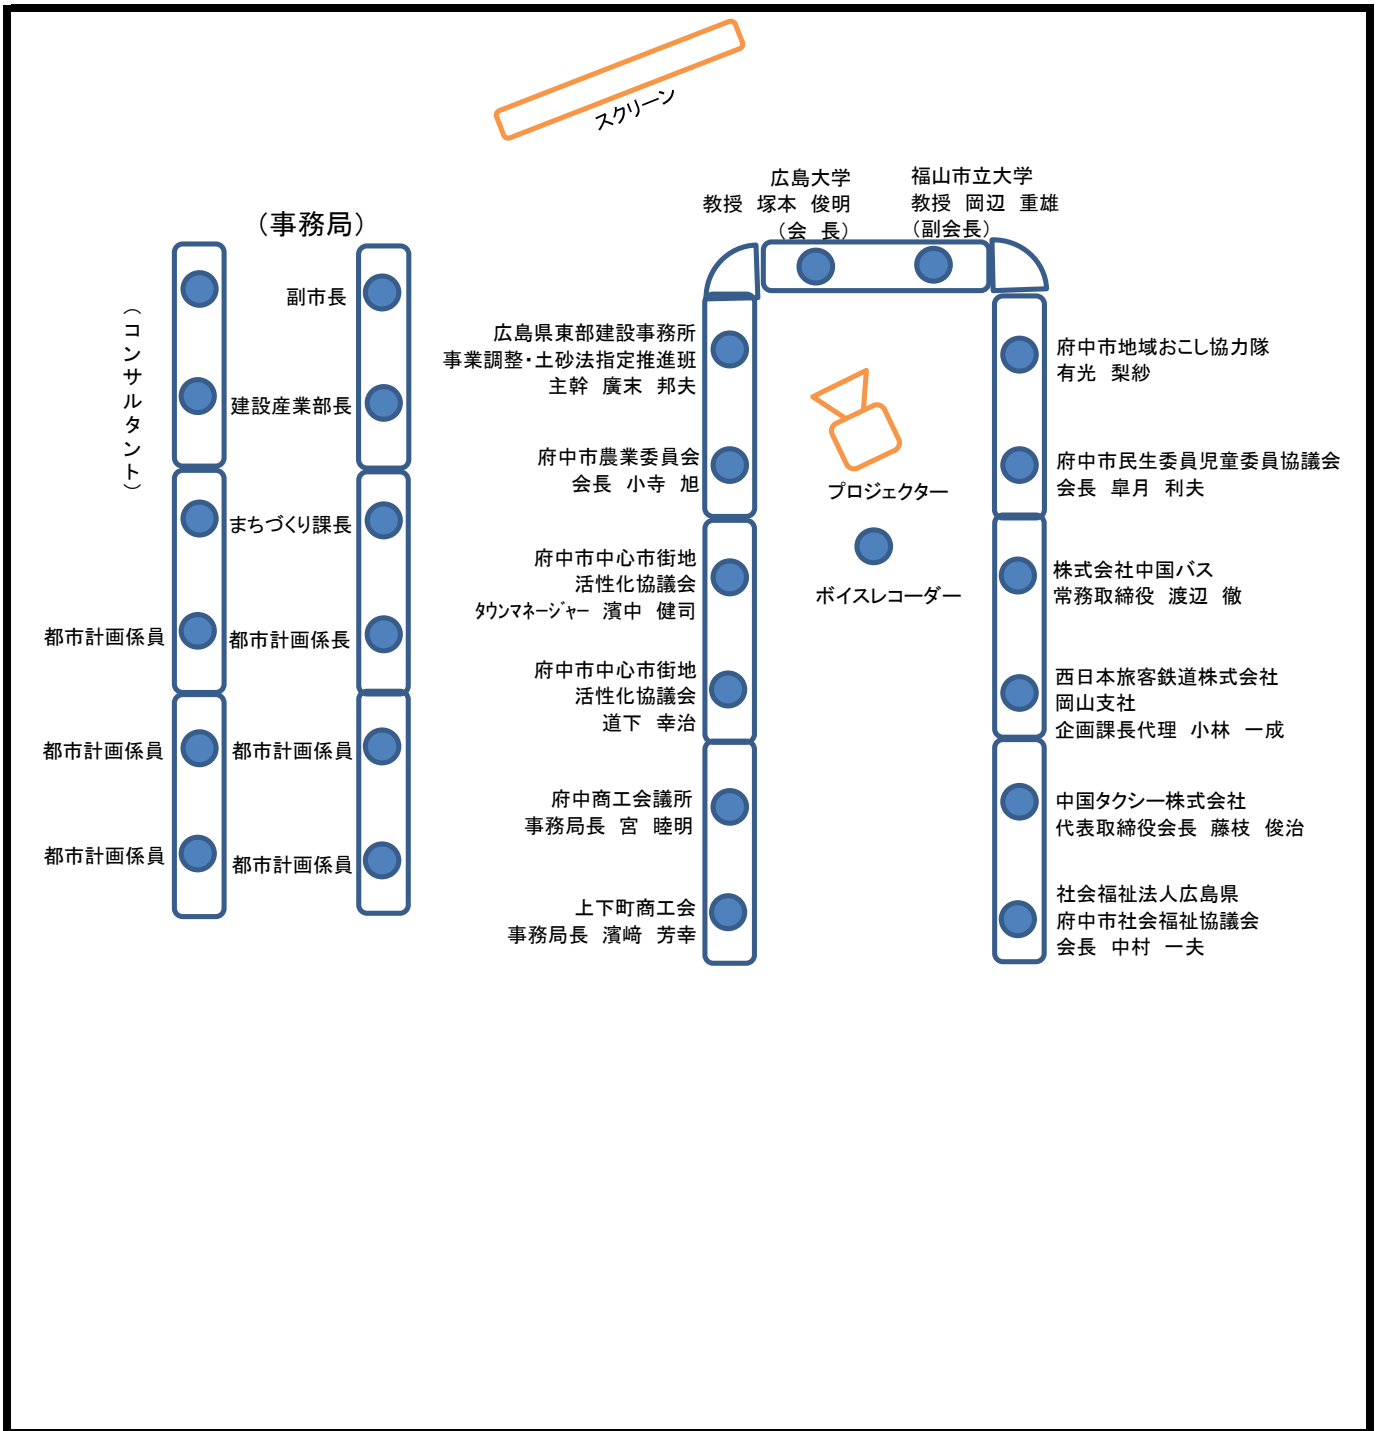 スクリーン
広島大学
教授 塚本 俊明
(会 長)
福山市立大学
教授 岡辺 重雄
(副会長)
(事務局)
(コンサルタント)
副市長
建設産業部長
まちづくり課長
都市計画係員
都市計画係長
都市計画係員
都市計画係員
都市計画係員
都市計画係員
広島県東部建設事務所
事業調整・土砂法指定推進班
主幹 廣末 邦夫
府中市農業委員会
会長 小寺 旭
府中市中心市街地
活性化協議会
タウンマネージャー 濱中 健司
府中市中心市街地
活性化協議会
道下 幸治
府中商工会議所
事務局長 宮 睦明
上下町商工会
事務局長 濱﨑 芳幸
プロジェクター
ボイスレコーダー
府中市地域おこし協力隊
有光 梨紗
府中市民生委員児童委員協議会
会長 皐月 利夫
株式会社中国バス
常務取締役 渡辺 徹
西日本旅客鉄道株式会社
岡山支社
企画課長代理 小林 一成
中国タクシー株式会社
代表取締役会長 藤枝 俊治
社会福祉法人広島県
府中市社会福祉協議会
会長 中村 一夫